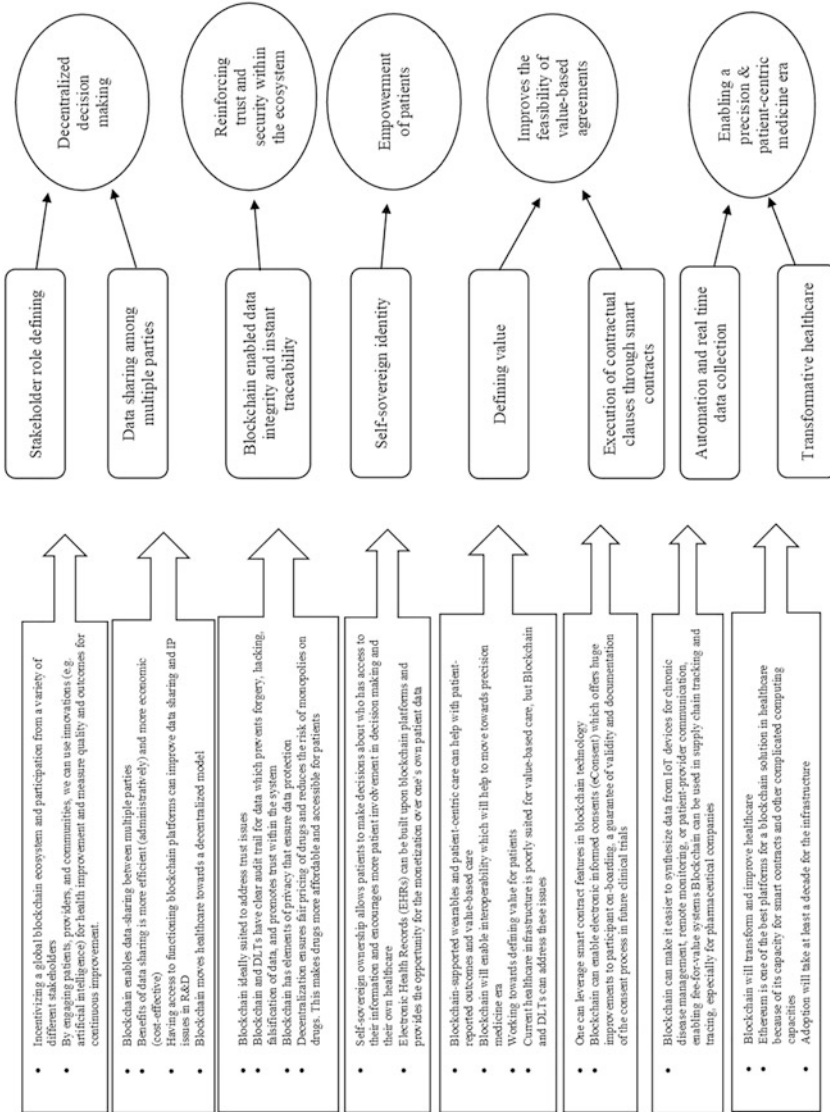 Incentivizing a global blockchain ecosystem and participation from a variety of
different stakeholders
By engaging patients, providers, and communities, we can use innovations (e.g.
artificial intelligence) for health improvement and measure quality and outcomes for
continuous improvement.
Blockchain enables data-sharing between multiple parties
Benefits of data sharing is more efficient (administratively) and more economic
(cost-effective)
Having access to functioning blockchain platforms can improve data sharing and IP
issues in R&D
Blockchain moves healthcare towards a decentralized model
Blockchain ideally suited to address trust issues
Blockchain and DLTs have clear audit trail for data which prevents forgery, hacking,
falsification of data, and promotes trust within the system
Blockchain has elements of privacy that ensure data protection
Decentralization ensures fair pricing of drugs and reduces the risk of monopolies on
drugs. This makes drugs more affordable and accessible for patients
Self-sovereign ownership allows patients to make decisions about who has access to
their information and encourages more patient involvement in decision making and
their own healthcare
Electronic Health Records (EHRs) can be built upon blockchain platforms and
provides the opportunity for the monetization over one's own patient data
Blockchain-supported wearables and patient-centric care can help with patient-
reported outcomes and value-based care
Blockchain will enable interoperability which will help to move towards precision
medicine era
Working towards defining value for patients
Current healthcare infrastructure is poorly suited for value-based care, but Blockchain
and DLTs can address these issues
One can leverage smart contract features in blockchain technology
Blockchain can enable electronic informed consents (eConsent) which offers huge
improvements to participant on-boarding, a guarantee of validity and documentation
of the consent process in future clinical trials
Blockchain can make it easier to synthesize data from IoT devices for chronic
disease management, remote monitoring, or patient-provider communication,
enabling fee-for-value systems Blockchain can be used in supply chain tracking and
tracing, especially for pharmaceutical companies
Blockchain will transform and improve healthcare
Ethereum is one of the best platforms for a blockchain solution in healthcare
because of its capacity for smart contracts and other complicated computing
capacities
Adoption will take at least a decade for the infrastructure
Stakeholder role defining
Data sharing among
multiple parties
Blockchain enabled data
integrity and instant
traceability
Self-sovereign identity
Defining value
Execution of contractual
clauses through smart
contracts
Automation and real time
data collection
Transformative healthcare
Decentralized
decision
making
Reinforcing
trust and
security within
the ecosystem
Empowerment
of patients
Improves the
feasibility of
value-based
agreements
Enabling a
precision &
patient-centric
medicine era